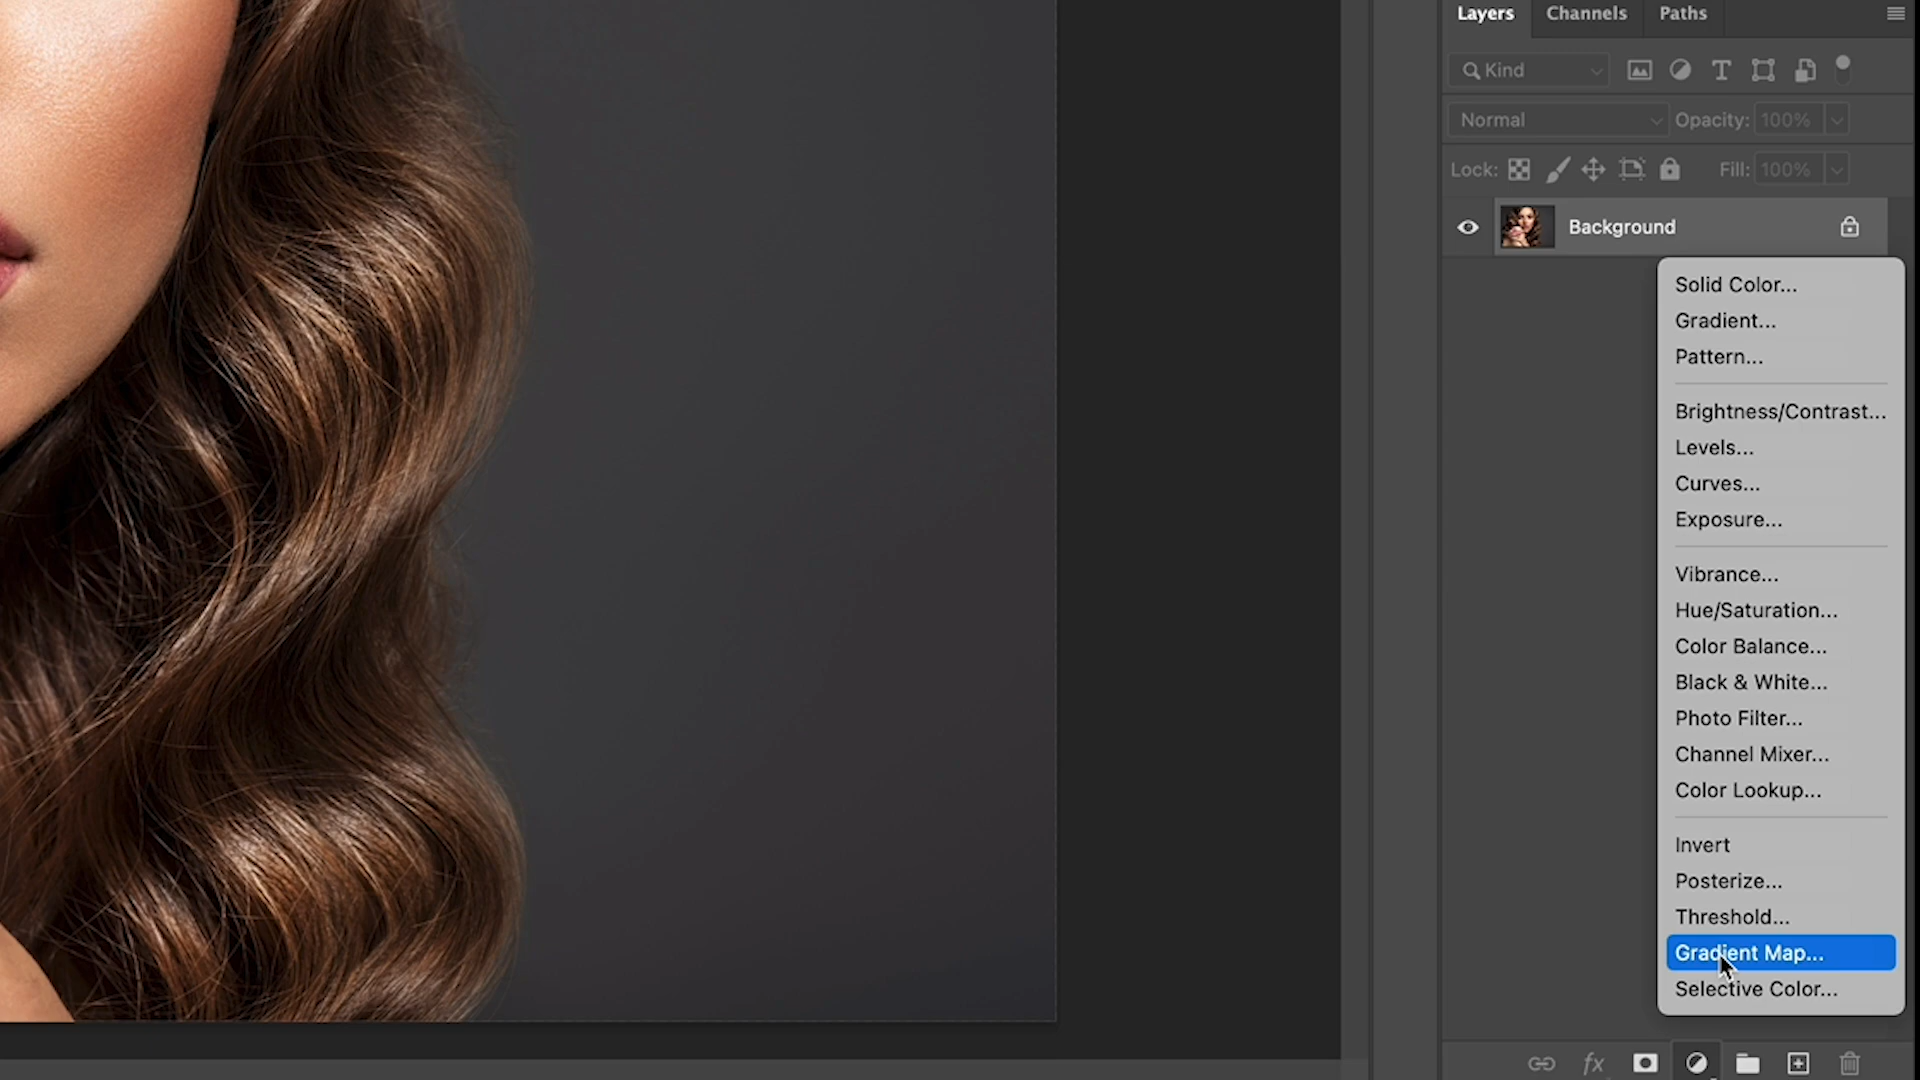 Layers Channels Paths
Kind
Normal Opacity: 100%
Lock: Fill: 100%
Background
Solid Color...
Gradient...
Pattern...
Brightness/Contrast...
Levels...
Curves...
Exposure...
Vibrance...
Hue/Saturation...
Color Balance...
Black & White...
Photo Filter...
Channel Mixer...
Color Lookup...
Invert
Posterize...
Threshold...
Gradient Map...
Selective Color...
fx